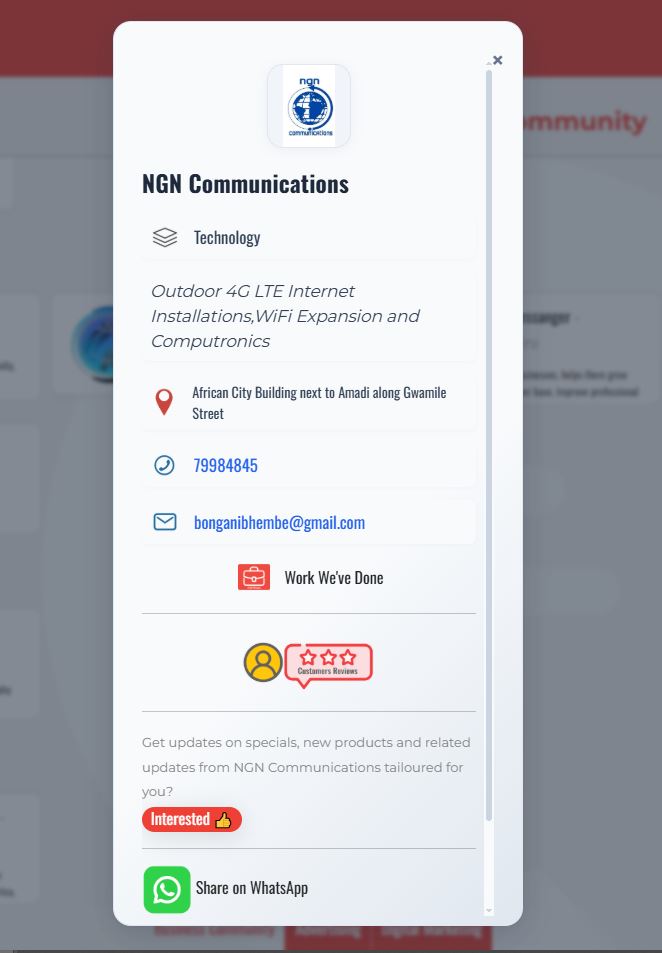 ×
ommunity
ngn
communications
NGN Communications
Technology
Outdoor 4G LTE Internet
Installations,WiFi Expansion and
Computronics
African City Building next to Amadi along Gwamile
Street
79984845
bonganibhembe@gmail.com
Work We've Done
Customers Reviews
Get updates on specials, new products and related
updates from NGN Communications tailoured for
you?
Interested 👍
Share on WhatsApp
Business Community
Advertising
Digital Marketing